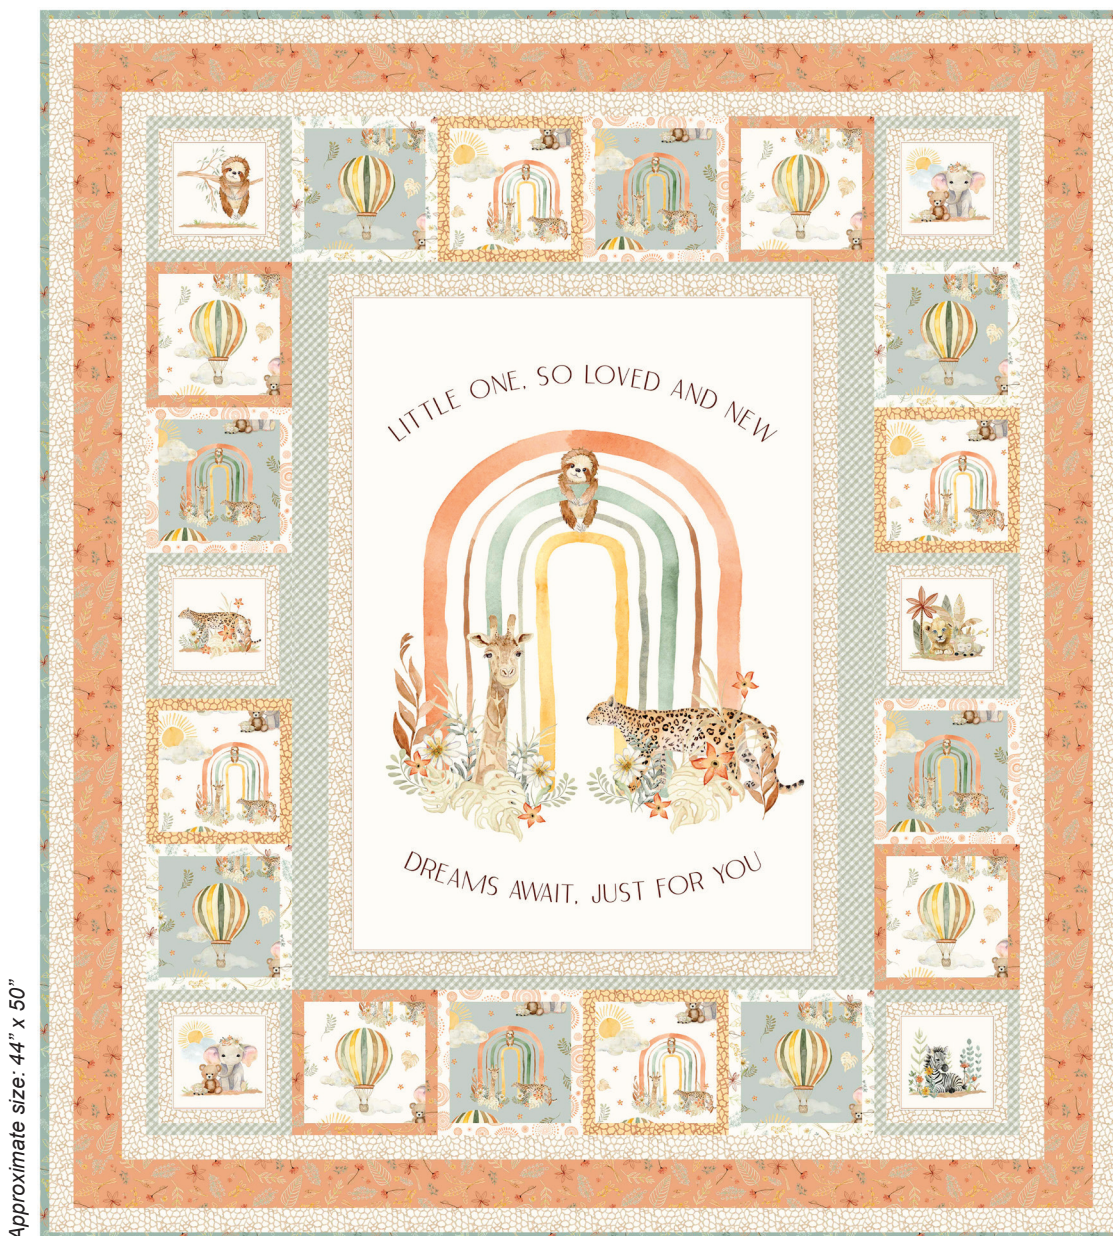 LITTLE ONE, SO LOVED AND NEW
DREAMS AWAIT, JUST FOR YOU
Approximate size: 44" x 50"